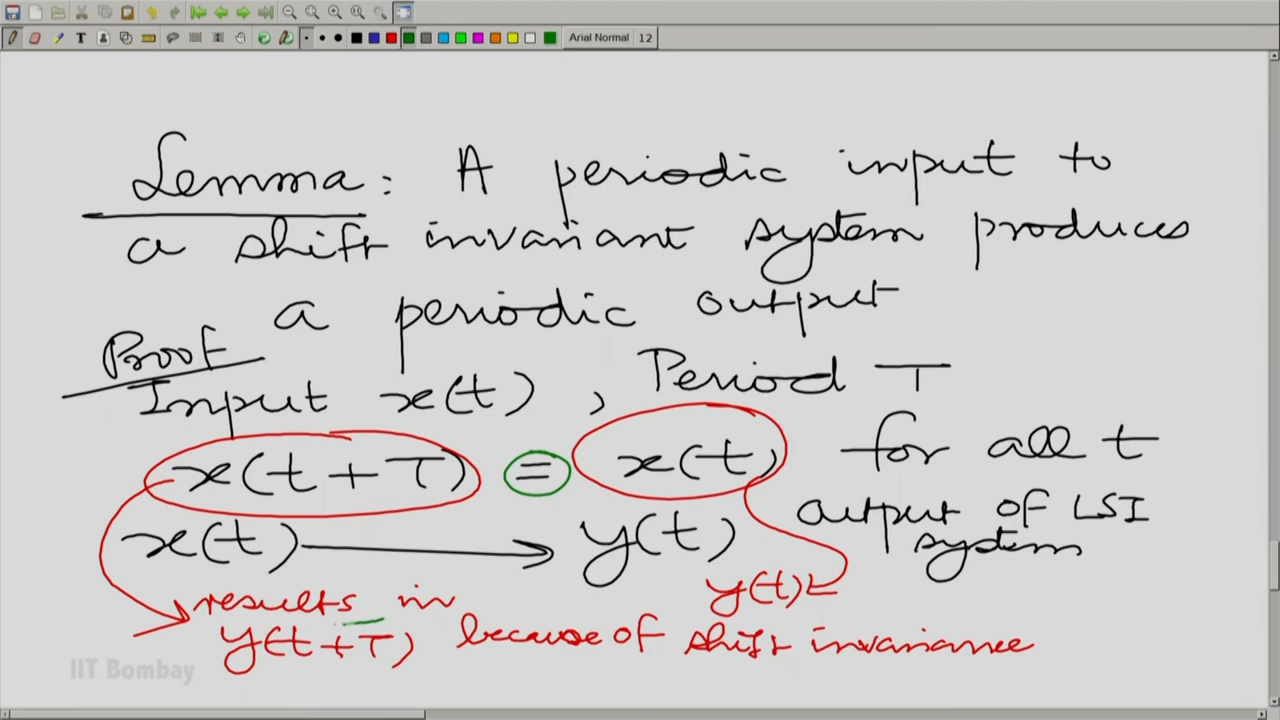 Arial Normal 12
Lemma: A periodic input to
a shift invariant system produces
a periodic output
Proof
Input x(t), Period T
x(t+T) = x(t) for all t
x(t) → y(t) output of LSI
system
results in y(t)
y(t+T) because of shift invariance
IIT Bombay